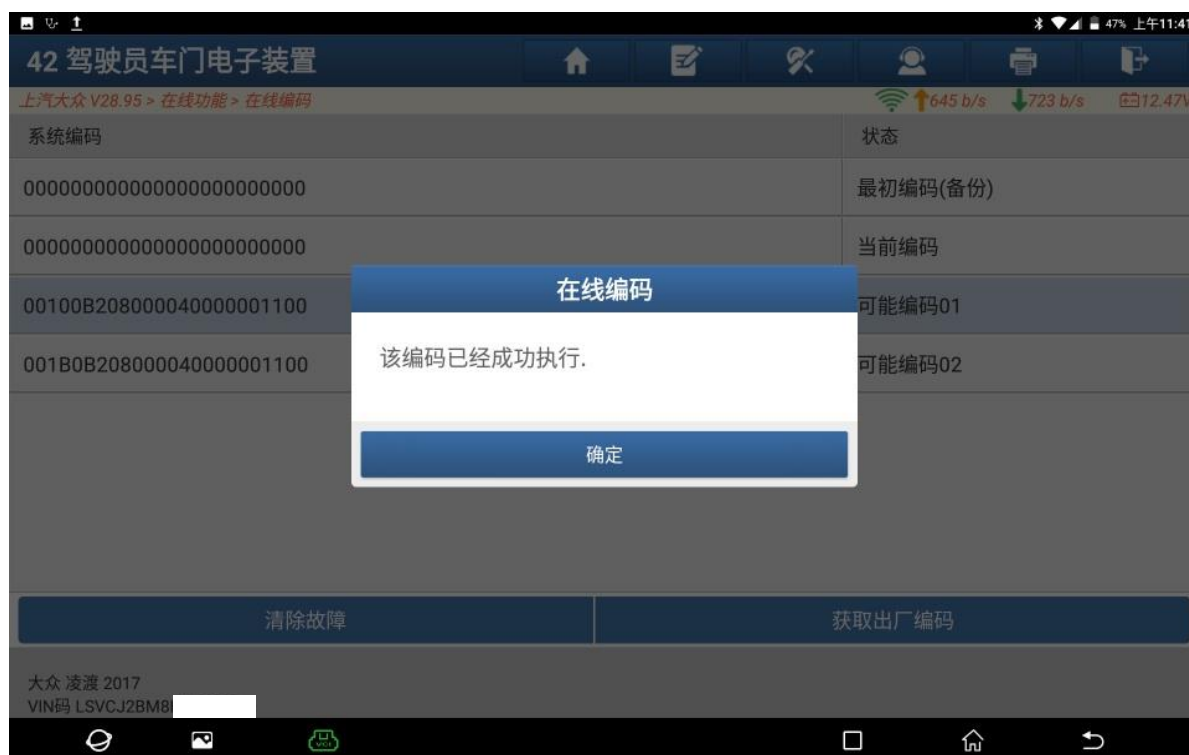 47% 上午11:41
42 驾驶员车门电子装置
上汽大众 V28.95 > 在线功能 > 在线编码
645 b/s 723 b/s 12.47V
系统编码 状态
000000000000000000000000 最初编码(备份)
000000000000000000000000 当前编码
00100B208000040000001100 可能编码01
001B0B208000040000001100 可能编码02
在线编码
该编码已经成功执行.
确定
清除故障 获取出厂编码
大众 凌渡 2017
VIN码 LSVCJ2BM8
VCI